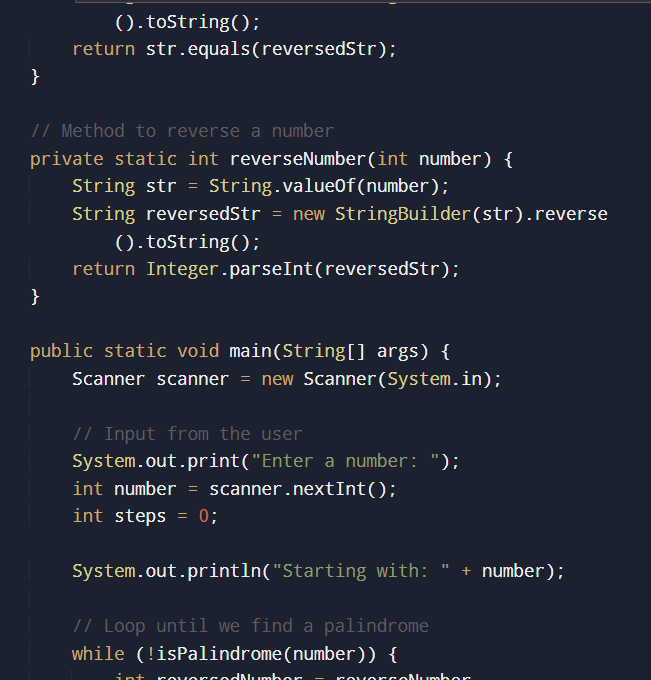 ().toString();
return str.equals(reversedStr);
}
// Method to reverse a number
private static int reverseNumber(int number) {
String str = String.valueOf(number);
String reversedStr = new StringBuilder(str).reverse
().toString();
return Integer.parseInt(reversedStr);
}
public static void main(String[] args) {
Scanner scanner = new Scanner(System.in);
// Input from the user
System.out.print("Enter a number: ");
int number = scanner.nextInt();
int steps = 0;
System.out.println("Starting with: " + number);
// Loop until we find a palindrome
while (!isPalindrome(number)) {
int reversedNumber = reverseNumber